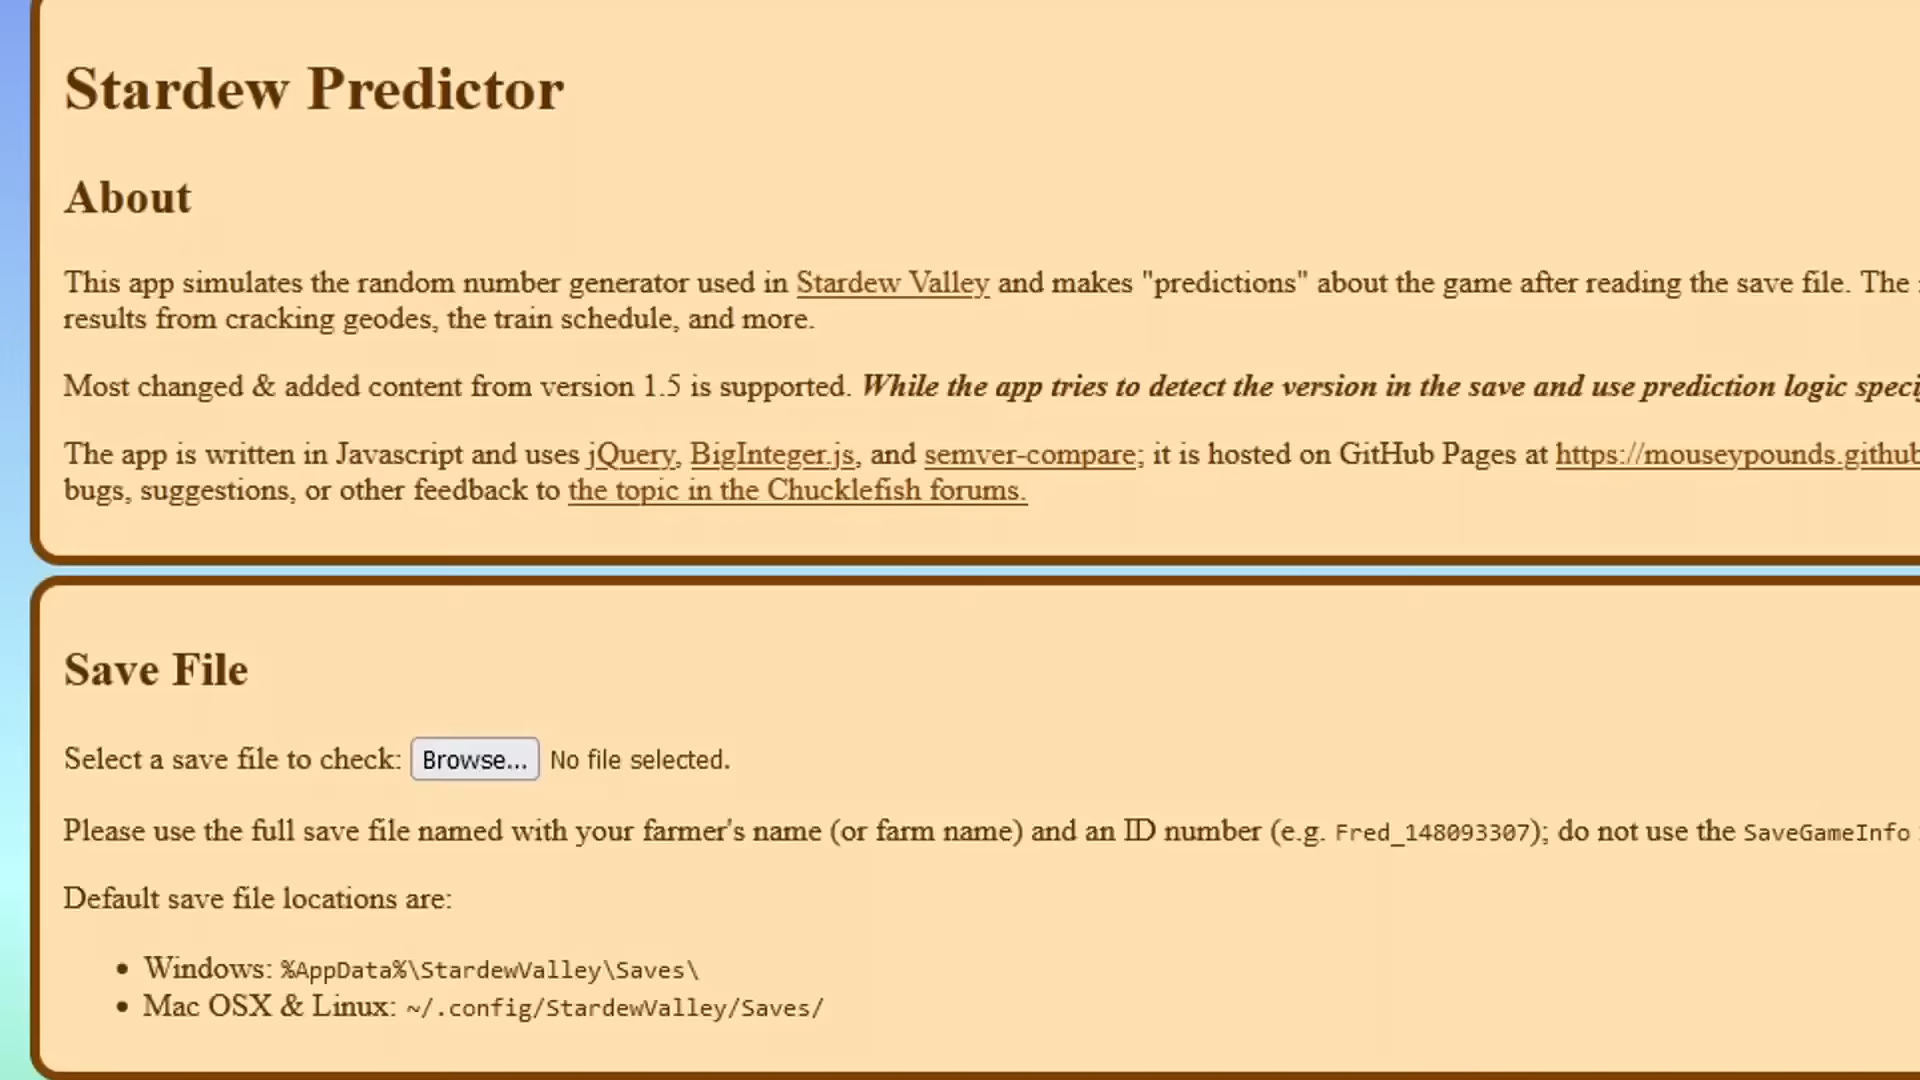 Stardew Predictor
About
This app simulates the random number generator used in Stardew Valley and makes "predictions" about the game after reading the save file. The
results from cracking geodes, the train schedule, and more.
Most changed & added content from version 1.5 is supported. While the app tries to detect the version in the save and use prediction logic
The app is written in Javascript and uses jQuery, BigInteger.js, and semver-compare; it is hosted on GitHub Pages at https://mouseypounds.github
bugs, suggestions, or other feedback to the topic in the Chucklefish forums.
Save File
Select a save file to check: Browse... No file selected.
Please use the full save file named with your farmer's name (or farm name) and an ID number (e.g. Fred_148093307); do not use the SaveGameInfo
Default save file locations are:
• Windows: %AppData%\StardewValley\Saves\
• Mac OSX & Linux: ~/.config/StardewValley/Saves/